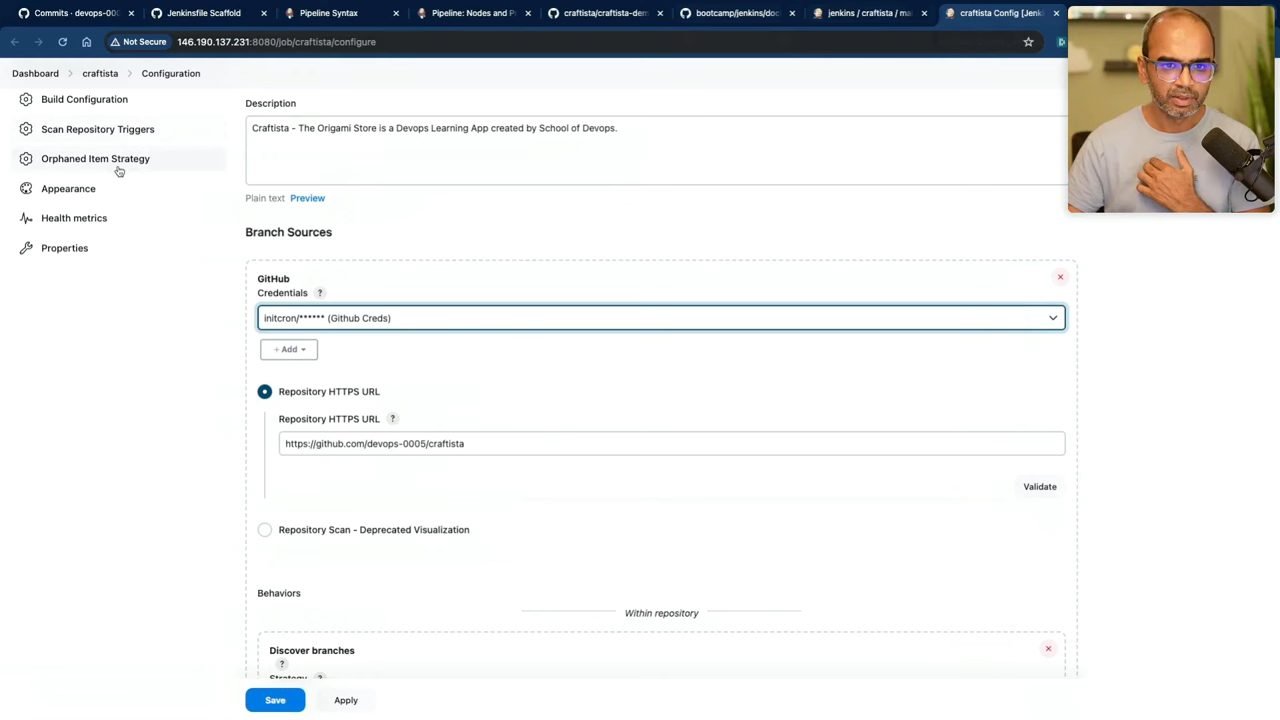 Commits · devops-000
Jenkinsfile Scaffold
Pipeline Syntax
Pipeline: Nodes and P
craftista/craftista-dem
bootcamp/jenkins/doc
jenkins / craftista / ma
craftista Config [Jenki
Not Secure
146.190.137.231:8080/job/craftista/configure
Dashboard
craftista
Configuration
Build Configuration
Scan Repository Triggers
Orphaned Item Strategy
Appearance
Health metrics
Properties
Description
Craftista - The Origami Store is a Devops Learning App created by School of Devops.
Plain text Preview
Branch Sources
GitHub
Credentials ?
initcron/****** (Github Creds)
+ Add
Repository HTTPS URL
Repository HTTPS URL ?
https://github.com/devops-0005/craftista
Validate
Repository Scan - Deprecated Visualization
Behaviors
Within repository
Discover branches
?
Strategy ?
Save
Apply